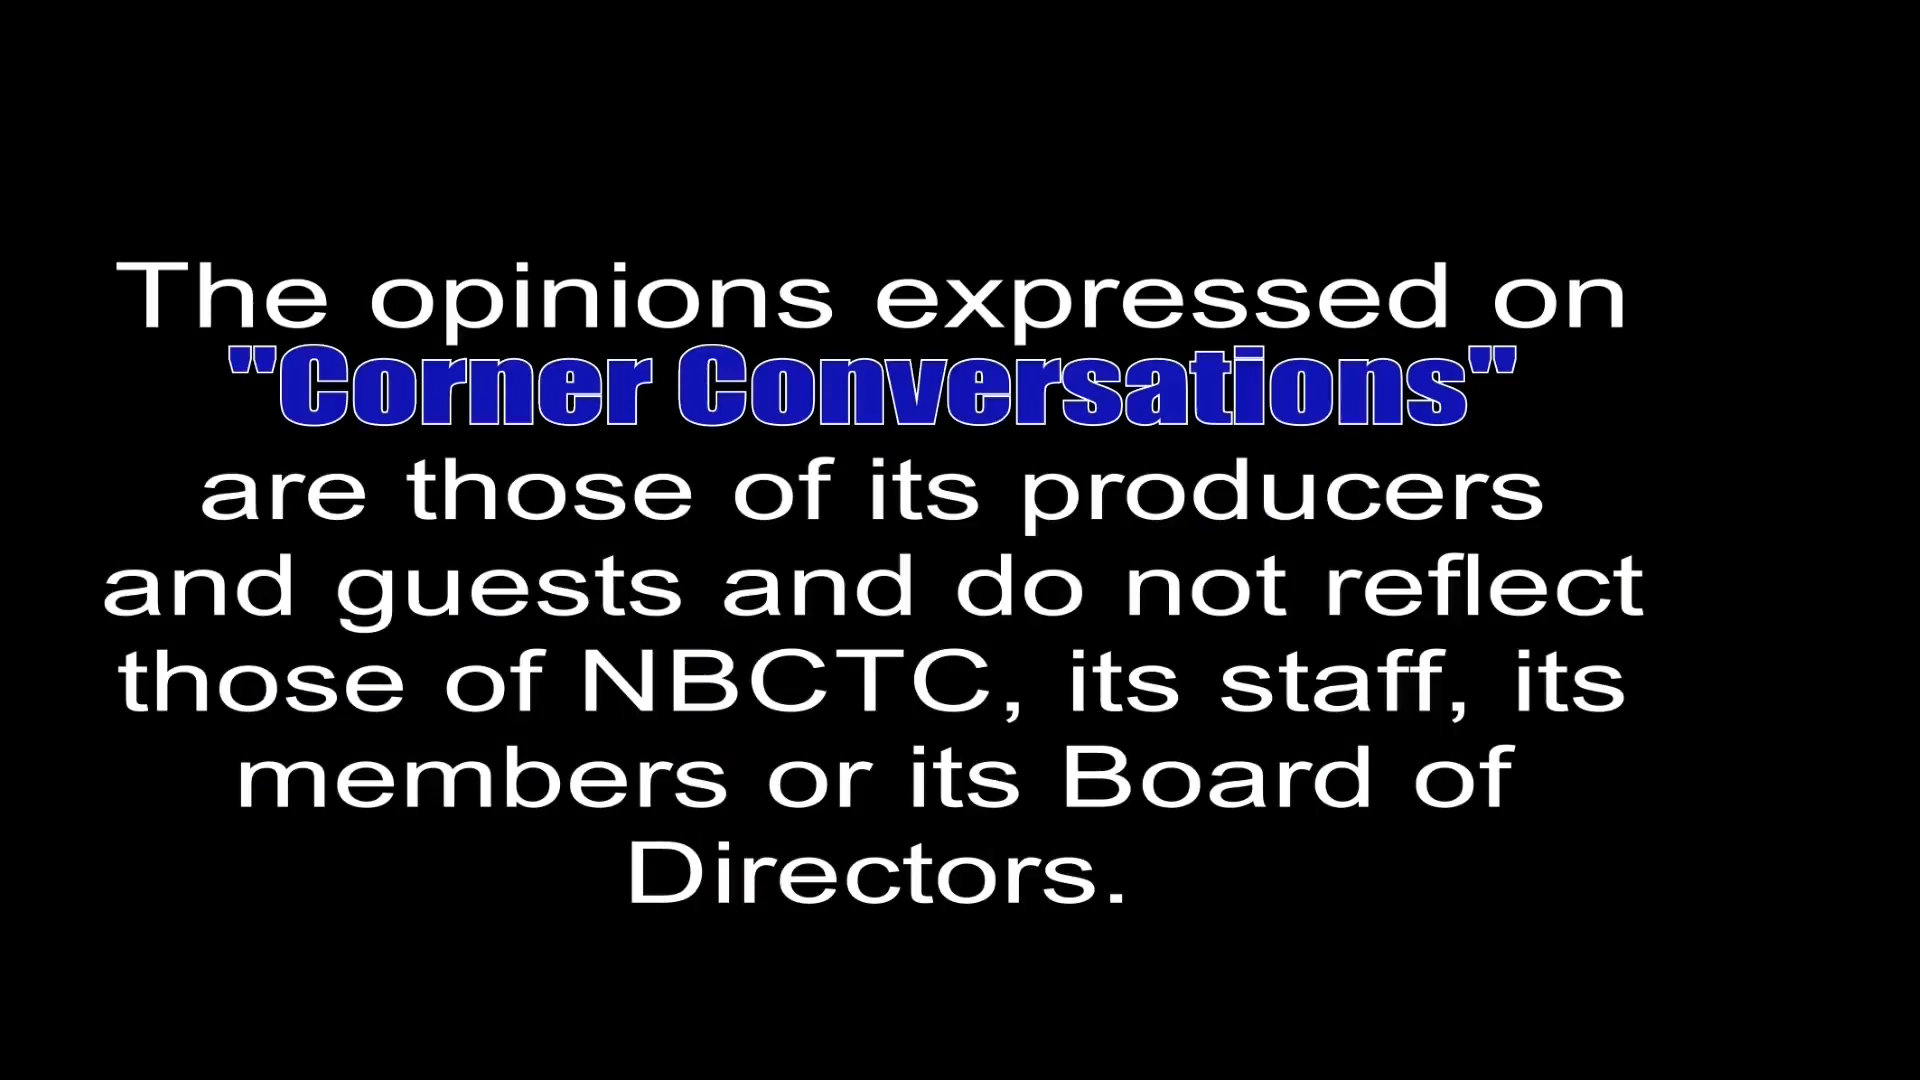 The opinions expressed on
"Corner Conversations"
are those of its producers
and guests and do not reflect
those of NBCTC, its staff, its
members or its Board of
Directors.